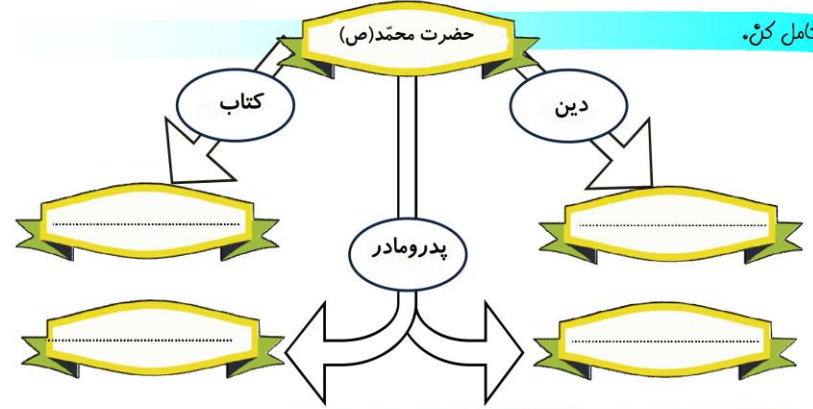 کامل کن.
حضرت محمّد(ص)
دین
کتاب
پدرومادر